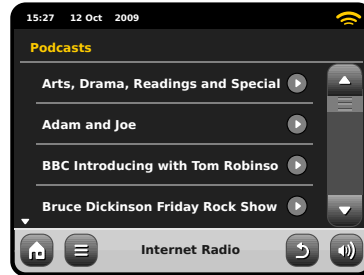 15:27 12 Oct 2009
Podcasts
Arts, Drama, Readings and Special
Adam and Joe
BBC Introducing with Tom Robinso
Bruce Dickinson Friday Rock Show
Internet Radio